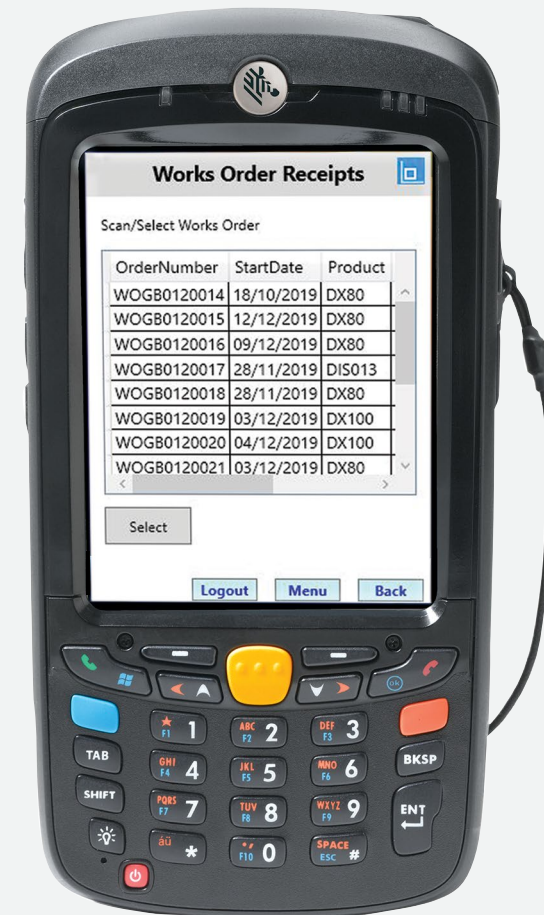 Works Order Receipts
Scan/Select Works Order
OrderNumber StartDate Product
WOGB0120014 18/10/2019 DX80
WOGB0120015 12/12/2019 DX80
WOGB0120016 09/12/2019 DX80
WOGB0120017 28/11/2019 DIS013
WOGB0120018 28/11/2019 DX80
WOGB0120019 03/12/2019 DX100
WOGB0120020 04/12/2019 DX100
WOGB0120021 03/12/2019 DX80
Select
Logout Menu Back
ok
F1 1 ABC F2 2 DEF F3 3
TAB GHI F4 4 JKL F5 5 MNO F6 6 BKSP
SHIFT PQRS F7 7 TUV F8 8 WXYZ F9 9 ENT
áü * F10 0 SPACE ESC #